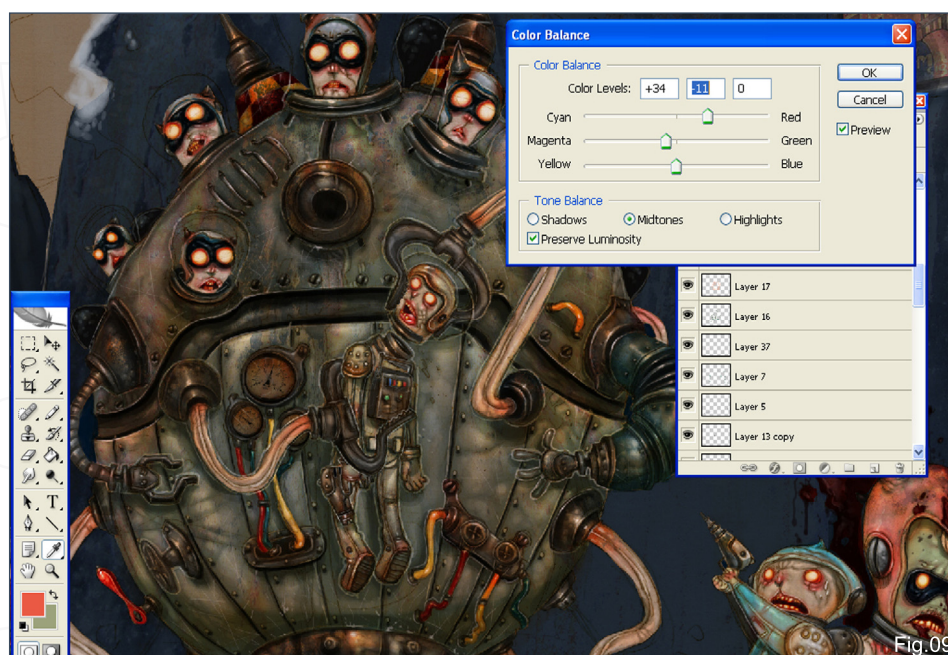 Color Balance
Color Balance
Color Levels: +34 -11 0
Cyan Red
Magenta Green
Yellow Blue
Tone Balance
Shadows Midtones Highlights
Preserve Luminosity
OK
Cancel
Preview
Layer 17
Layer 16
Layer 37
Layer 7
Layer 5
Layer 13 copy
T
Fig.09